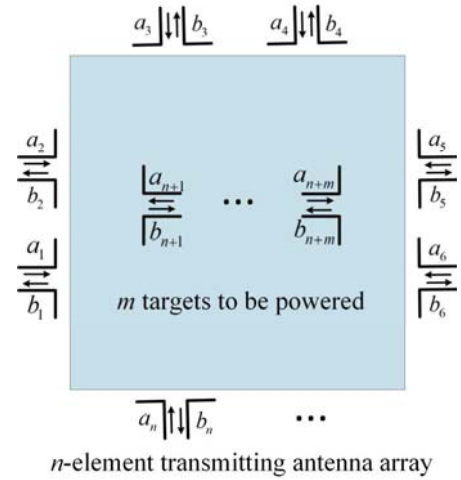 a₃ b₃ a₄ b₄
a₂ a₅
b₂ b₅
aₙ₊₁ ... aₙ₊ₘ
bₙ₊₁ bₙ₊ₘ
a₁ a₆
b₁ b₆
m targets to be powered
aₙ bₙ ...
n-element transmitting antenna array